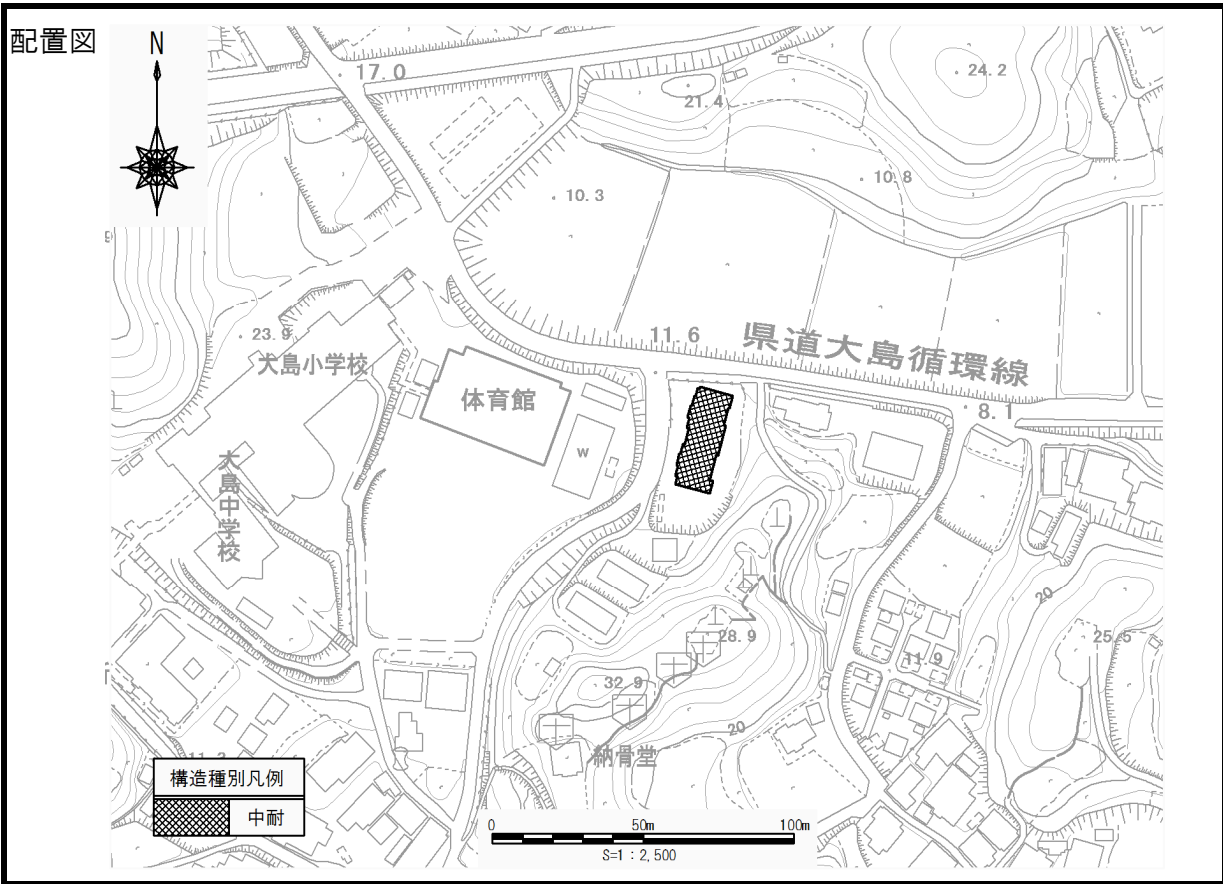 配置図
N
17.0
24.2
21.4
10.8
10.3
23.9
大島小学校
11.6
県道大島循環線
体育館
8.1
W
大島中学校
20
28.9
25.5
11.9
32.9
20
納骨堂
11.3
構造種別凡例
中耐
0 50m 100m
S=1 : 2,500